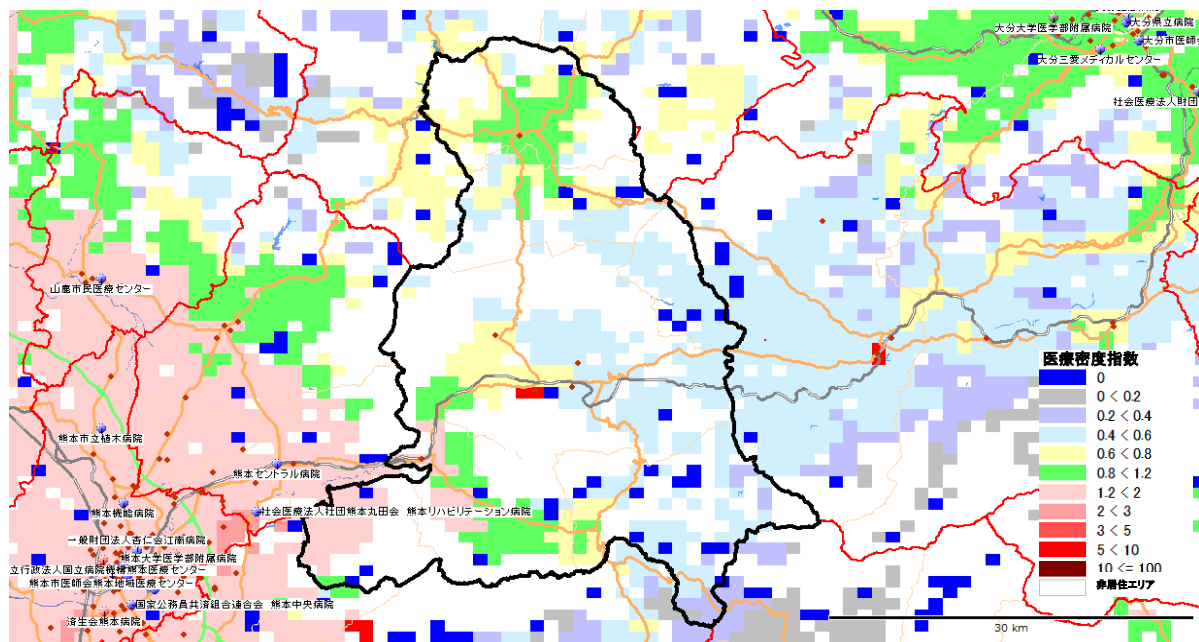 大分大学医学部附属病院
大分県立病院
大分市医師会
大分三愛メディカルセンター
社会医療法人財団
山鹿市民医療センター
熊本市立植木病院
熊本セントラル病院
熊本機能病院
社会医療法人社団熊本丸田会 熊本リハビリテーション病院
一般財団法人杏仁会江南病院
熊本大学医学部附属病院
立行政法人国立病院機構熊本医療センター
熊本市医師会熊本地域医療センター
国家公務員共済組合連合会 熊本中央病院
済生会熊本病院
医療密度指数
0
0 < 0.2
0.2 < 0.4
0.4 < 0.6
0.6 < 0.8
0.8 < 1.2
1.2 < 2
2 < 3
3 < 5
5 < 10
10 <= 100
非居住エリア
30 km